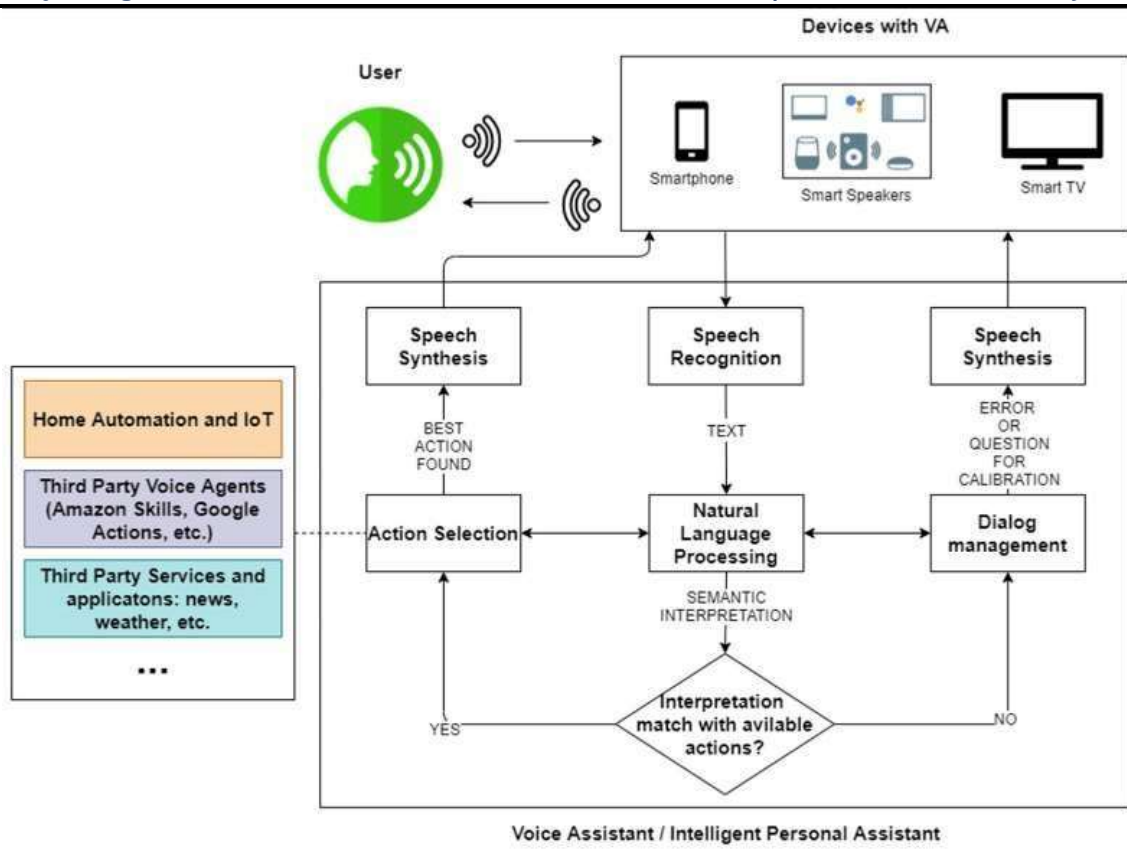 Devices with VA
User
Smartphone
Smart Speakers
Smart TV
Speech
Synthesis
Speech
Recognition
Speech
Synthesis
Home Automation and IoT
Third Party Voice Agents
(Amazon Skills, Google
Actions, etc.)
Third Party Services and
applicatons: news,
weather, etc.
...
BEST
ACTION
FOUND
TEXT
ERROR
OR
QUESTION
FOR
CALIBRATION
Action Selection
Natural
Language
Processing
Dialog
management
SEMANTIC
INTERPRETATION
Interpretation
match with avilable
actions?
YES
NO
Voice Assistant / Intelligent Personal Assistant